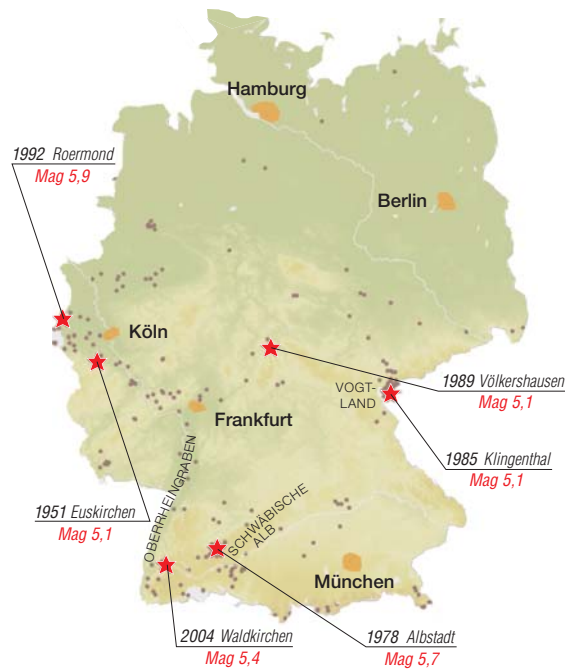 Hamburg
1992 Roermond
Mag 5,9
Berlin
Köln
1989 Völkershausen
Mag 5,1
VOGT-
LAND
Frankfurt
1985 Klingenthal
Mag 5,1
OBERRHEINGRABEN
1951 Euskirchen
Mag 5,1
SCHWÄBISCHE
ALB
München
2004 Waldkirchen
Mag 5,4
1978 Albstadt
Mag 5,7